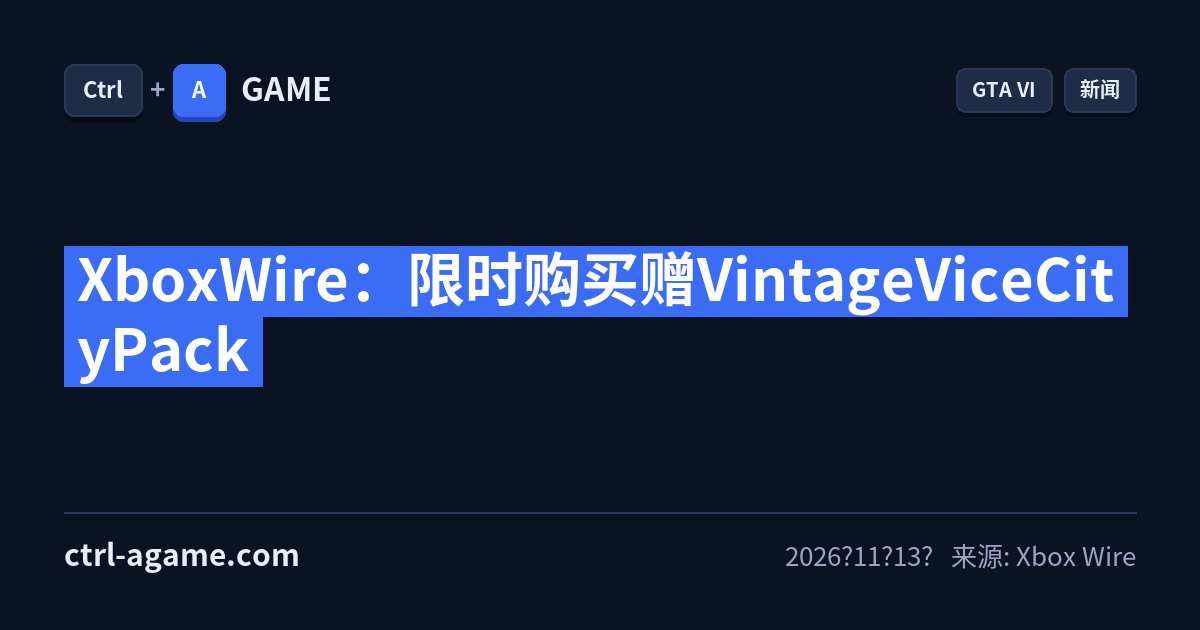 Ctrl + A GAME
GTA VI 新闻
XboxWire：限时购买赠VintageViceCit
yPack
ctrl-agame.com
2026?11?13? 来源: Xbox Wire